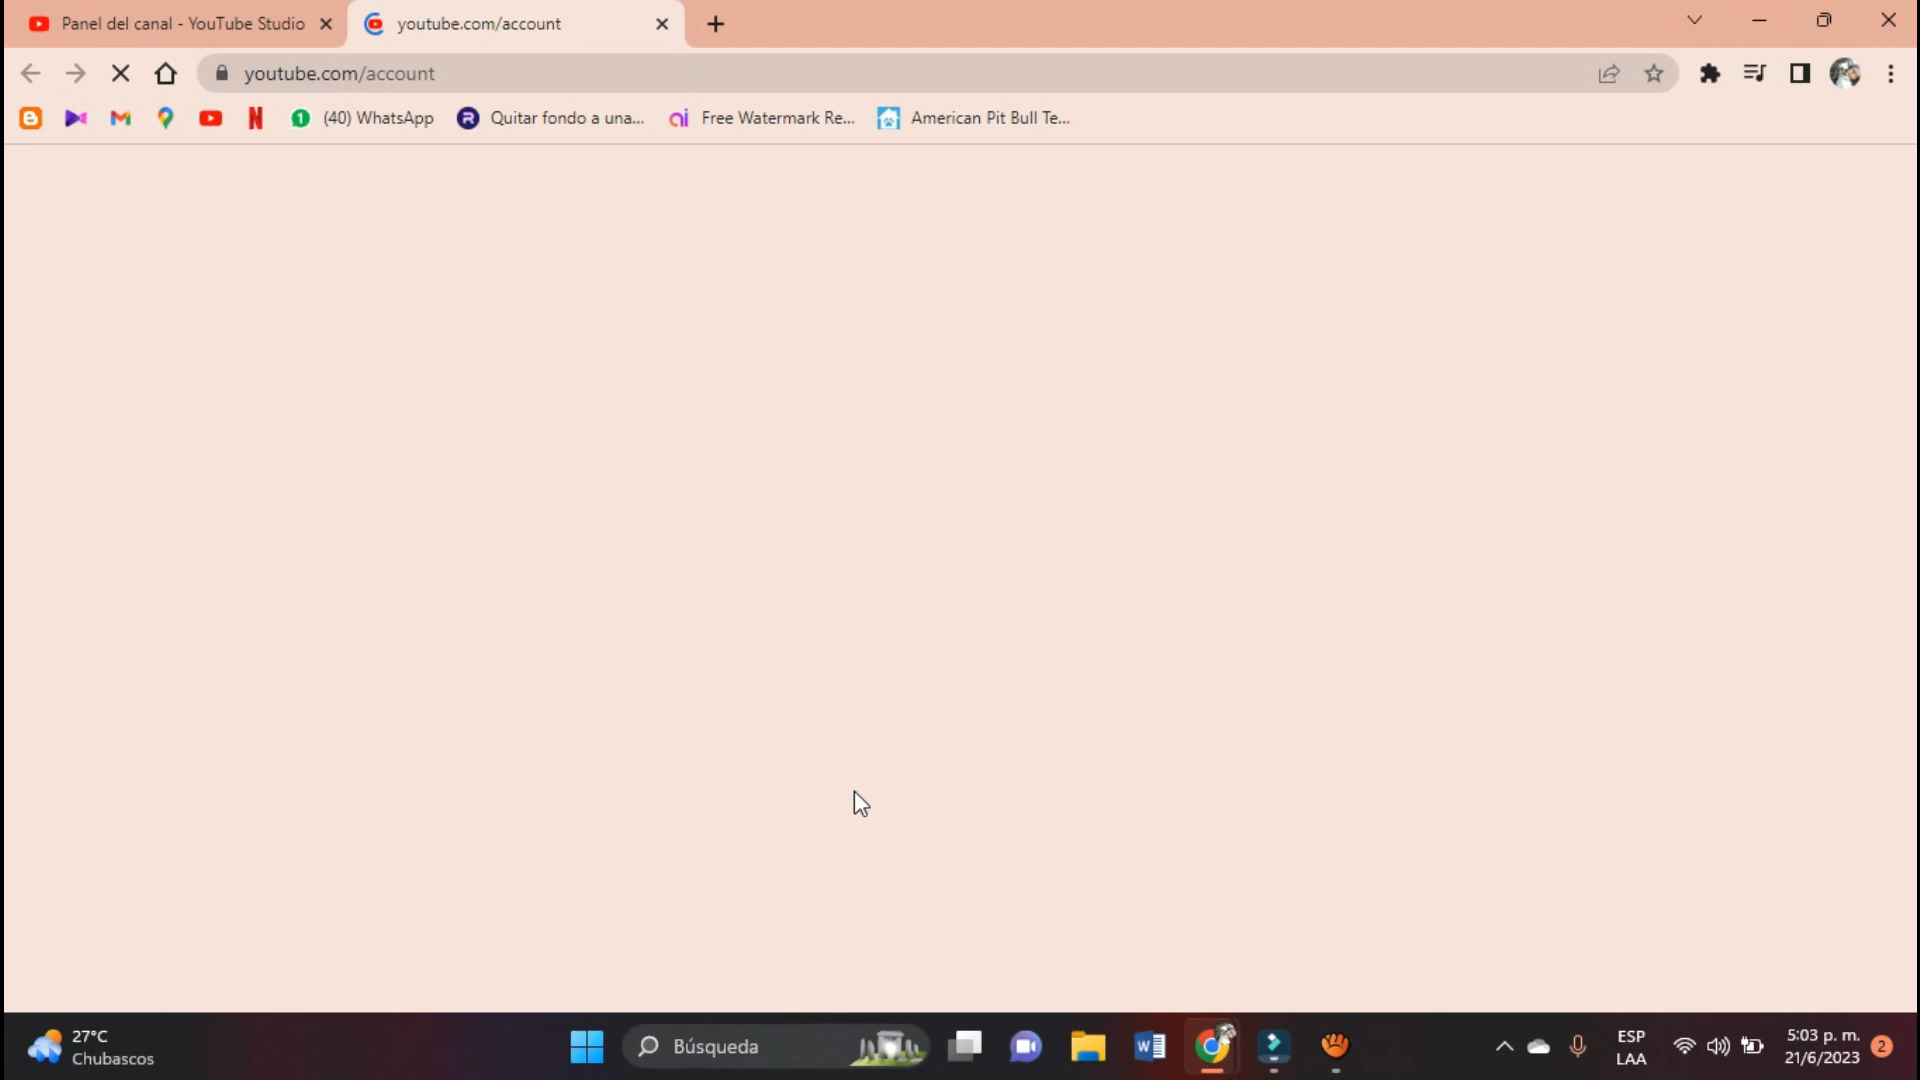 Panel del canal - YouTube Studio
youtube.com/account
youtube.com/account
(40) WhatsApp
Quitar fondo a una...
Free Watermark Re...
American Pit Bull Te...
27°C
Chubascos
Búsqueda
ESP
LAA
5:03 p. m.
21/6/2023
2